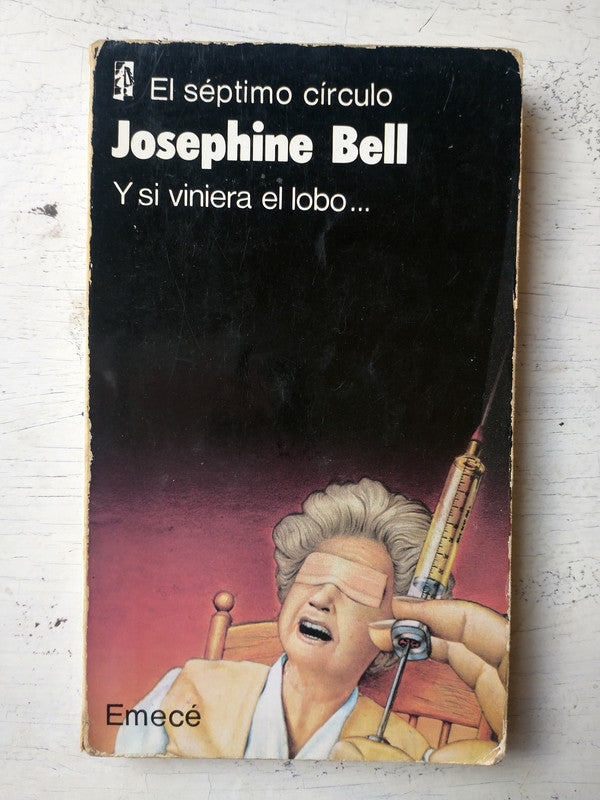 El séptimo círculo
Josephine Bell
Y si viniera el lobo...
Emecé